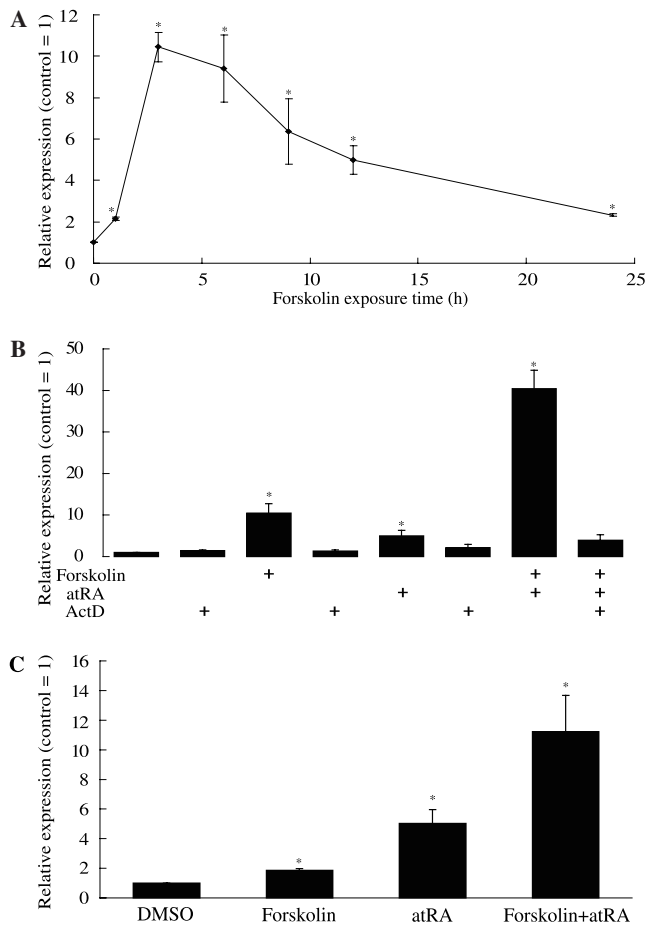 A
Relative expression (control = 1)
12
10
8
6
4
2
0
* * * * * *
0 5 10 15 20 25
Forskolin exposure time (h)
B
Relative expression (control = 1)
50
40
30
20
10
0
* * *
Forskolin + + +
atRA + + +
ActD + + + +
C
Relative expression (control = 1)
16
14
12
10
8
6
4
2
0
* * *
DMSO Forskolin atRA Forskolin+atRA